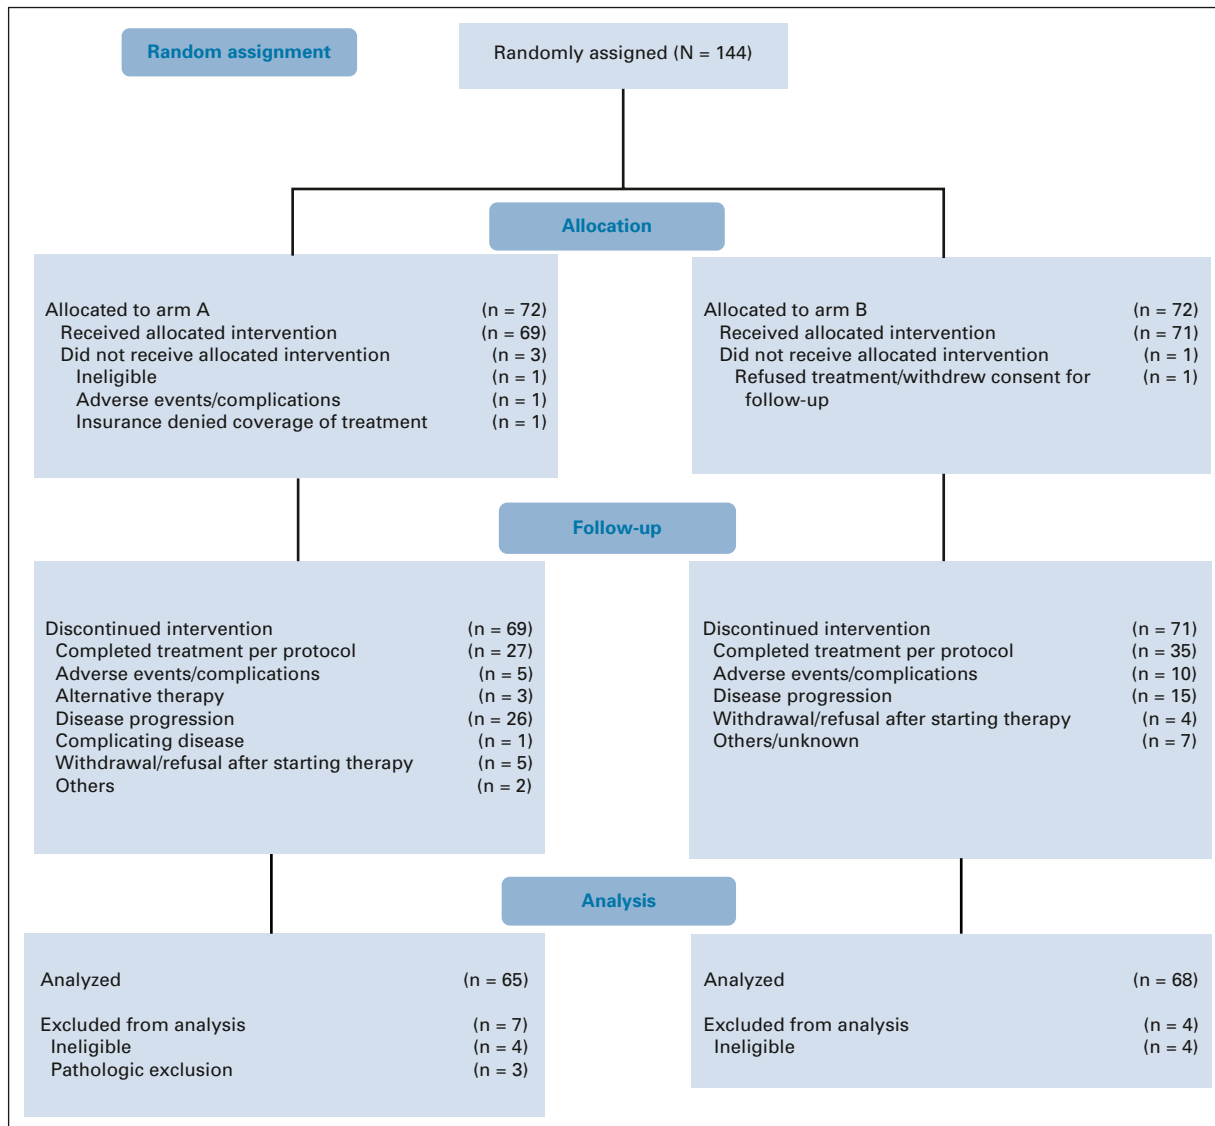 Random assignment
Randomly assigned (N = 144)
Allocation
Allocated to arm A (n = 72)
Received allocated intervention (n = 69)
Did not receive allocated intervention (n = 3)
Ineligible (n = 1)
Adverse events/complications (n = 1)
Insurance denied coverage of treatment (n = 1)
Allocated to arm B (n = 72)
Received allocated intervention (n = 71)
Did not receive allocated intervention (n = 1)
Refused treatment/withdrew consent for (n = 1)
follow-up
Follow-up
Discontinued intervention (n = 69)
Completed treatment per protocol (n = 27)
Adverse events/complications (n = 5)
Alternative therapy (n = 3)
Disease progression (n = 26)
Complicating disease (n = 1)
Withdrawal/refusal after starting therapy (n = 5)
Others (n = 2)
Discontinued intervention (n = 71)
Completed treatment per protocol (n = 35)
Adverse events/complications (n = 10)
Disease progression (n = 15)
Withdrawal/refusal after starting therapy (n = 4)
Others/unknown (n = 7)
Analysis
Analyzed (n = 65)
Excluded from analysis (n = 7)
Ineligible (n = 4)
Pathologic exclusion (n = 3)
Analyzed (n = 68)
Excluded from analysis (n = 4)
Ineligible (n = 4)